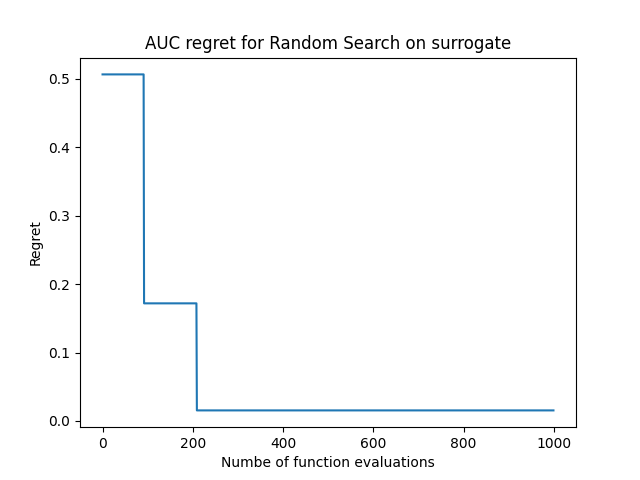 AUC regret for Random Search on surrogate
Regret
0.5
0.4
0.3
0.2
0.1
0.0
0 200 400 600 800 1000
Numbe of function evaluations